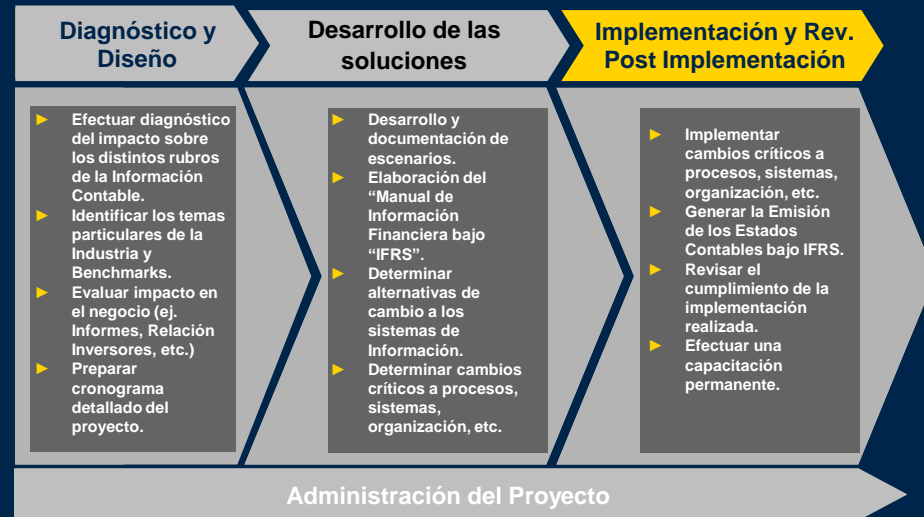 Diagnóstico y
Diseño
Desarrollo de las
soluciones
Implementación y Rev.
Post Implementación
► Efectuar diagnóstico
del impacto sobre
los distintos rubros
de la Información
Contable.
► Identificar los temas
particulares de la
Industria y
Benchmarks.
► Evaluar impacto en
el negocio (ej.
Informes, Relación
Inversores, etc.)
► Preparar
cronograma
detallado del
proyecto.
► Desarrollo y
documentación de
escenarios.
► Elaboración del
“Manual de
Información
Financiera bajo
“IFRS”.
► Determinar
alternativas de
cambio a los
sistemas de
Información.
► Determinar cambios
críticos a procesos,
sistemas,
organización, etc.
► Implementar
cambios críticos a
procesos, sistemas,
organización, etc.
► Generar la Emisión
de los Estados
Contables bajo IFRS.
► Revisar el
cumplimiento de la
implementación
realizada.
► Efectuar una
capacitación
permanente.
Administración del Proyecto